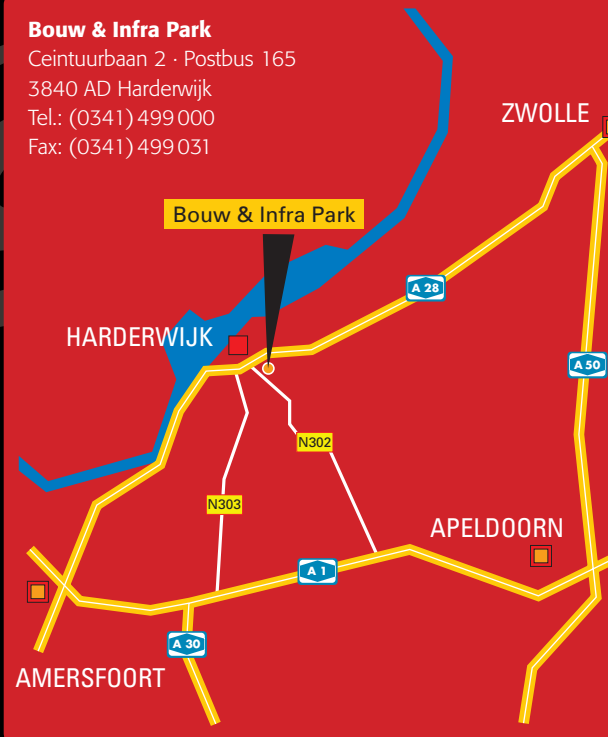 Bouw & Infra Park
Ceintuurbaan 2 · Postbus 165
3840 AD Harderwijk
Tel.: (0341) 499 000
Fax: (0341) 499 031
ZWOLLE
Bouw & Infra Park
A 28
HARDERWIJK
A 50
N302
N303
APELDOORN
A 1
A 30
AMERSFOORT